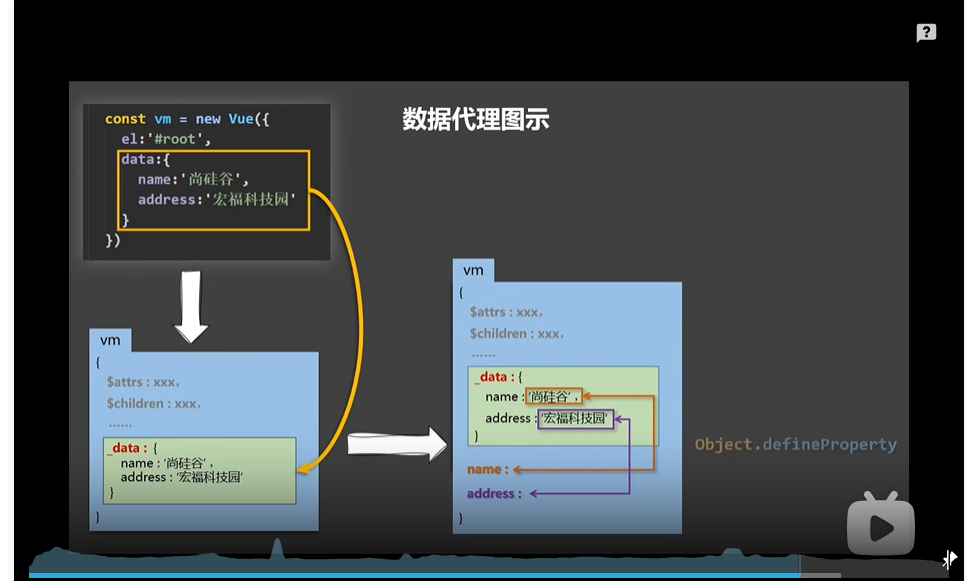 数据代理图示
const vm = new Vue({
el:'#root',
data:{
name:'尚硅谷',
address:'宏福科技园'
}
})
vm
{
$attrs : xxx,
$children : xxx,
......
_data : {
name : '尚硅谷' ,
address : '宏福科技园'
}
}
vm
{
$attrs : xxx,
$children : xxx,
......
_data : {
name : '尚硅谷' ,
address : '宏福科技园'
}
name :
address :
}
Object.defineProperty
?